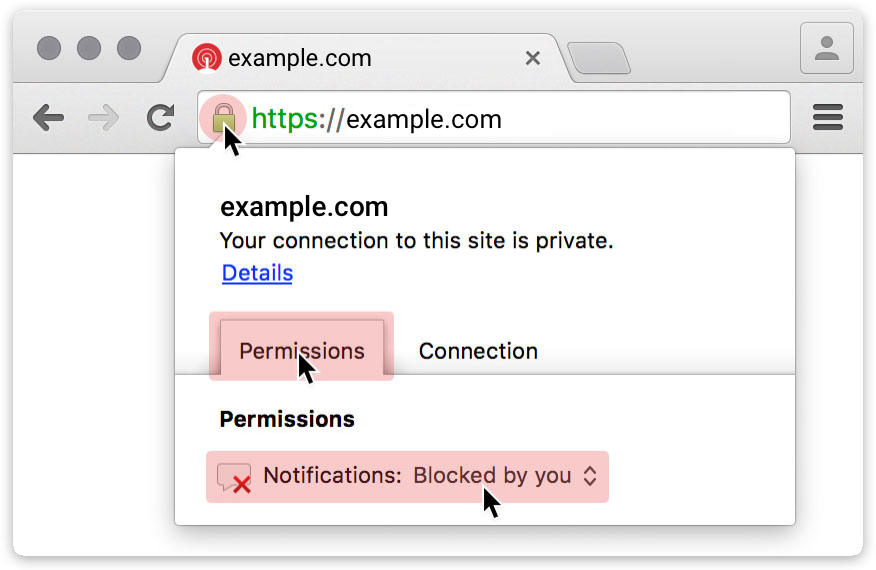 example.com
https://example.com
example.com
Your connection to this site is private.
Details
Permissions Connection
Permissions
Notifications: Blocked by you